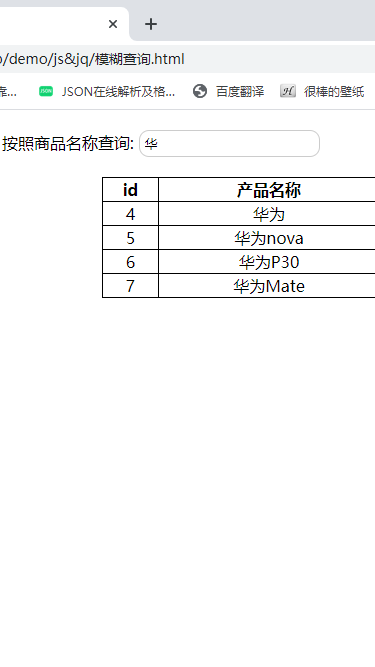 /demo/js&jq/模糊查询.html
JSON在线解析及格... 百度翻译 很棒的壁纸
按照商品名称查询: 华
id 产品名称
4 华为
5 华为nova
6 华为P30
7 华为Mate